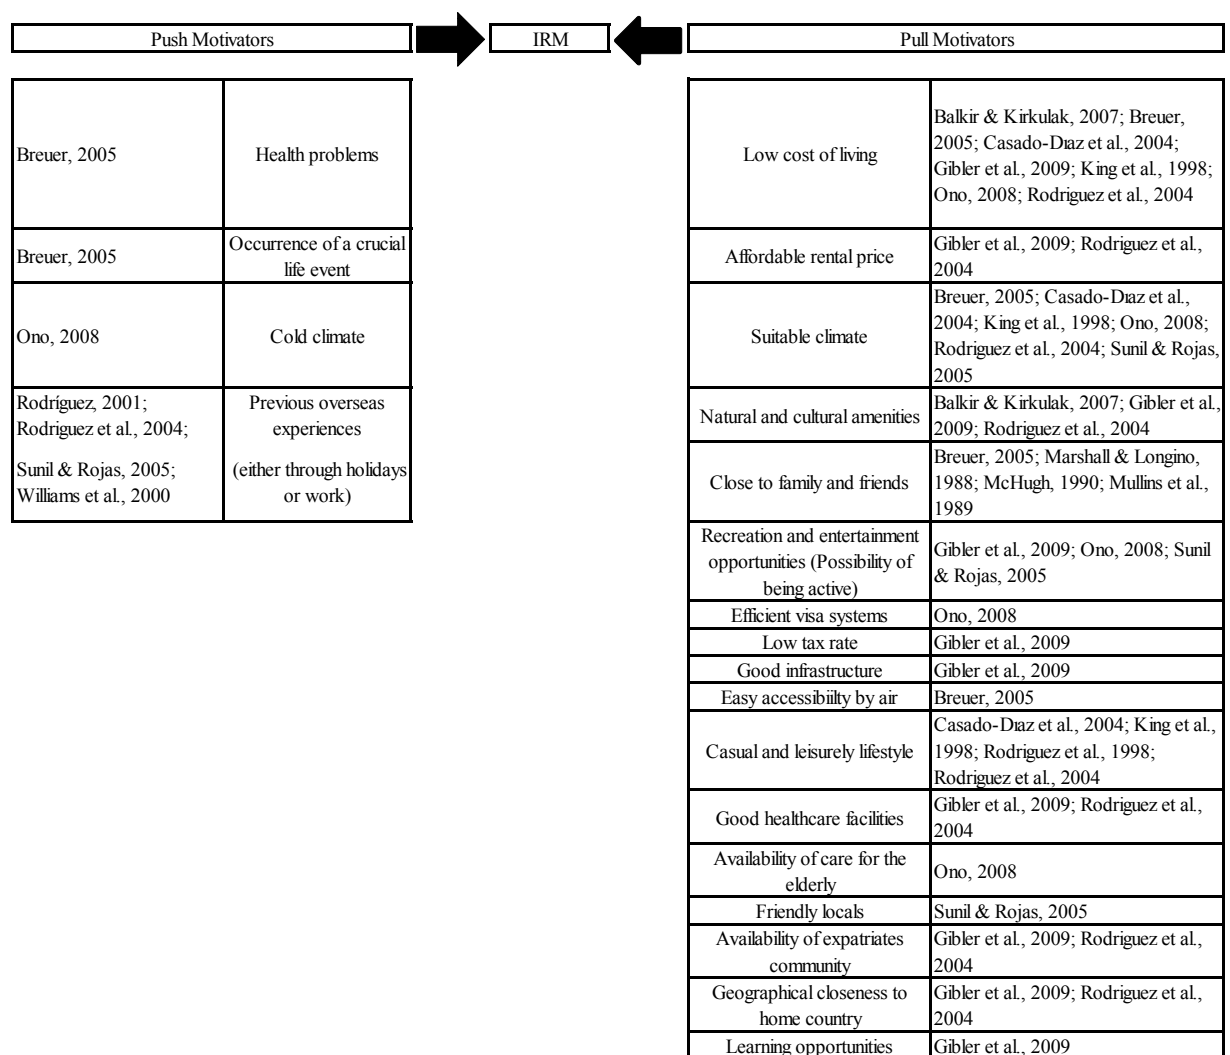 Push Motivators
IRM
Pull Motivators
Breuer, 2005
Health problems
Breuer, 2005
Occurrence of a crucial
life event
Ono, 2008
Cold climate
Rodríguez, 2001;
Rodriguez et al., 2004;
Sunil & Rojas, 2005;
Williams et al., 2000
Previous overseas
experiences
(either through holidays
or work)
Low cost of living
Balkir & Kirkulak, 2007; Breuer,
2005; Casado-Dıaz et al., 2004;
Gibler et al., 2009; King et al., 1998;
Ono, 2008; Rodriguez et al., 2004
Affordable rental price
Gibler et al., 2009; Rodriguez et al.,
2004
Suitable climate
Breuer, 2005; Casado-Dıaz et al.,
2004; King et al., 1998; Ono, 2008;
Rodriguez et al., 2004; Sunil & Rojas,
2005
Natural and cultural amenities
Balkir & Kirkulak, 2007; Gibler et al.,
2009; Rodriguez et al., 2004
Close to family and friends
Breuer, 2005; Marshall & Longino,
1988; McHugh, 1990; Mullins et al.,
1989
Recreation and entertainment
opportunities (Possibility of
being active)
Gibler et al., 2009; Ono, 2008; Sunil
& Rojas, 2005
Efficient visa systems
Ono, 2008
Low tax rate
Gibler et al., 2009
Good infrastructure
Gibler et al., 2009
Easy accessibiilty by air
Breuer, 2005
Casual and leisurely lifestyle
Casado-Dıaz et al., 2004; King et al.,
1998; Rodriguez et al., 1998;
Rodriguez et al., 2004
Good healthcare facilities
Gibler et al., 2009; Rodriguez et al.,
2004
Availability of care for the
elderly
Ono, 2008
Friendly locals
Sunil & Rojas, 2005
Availability of expatriates
community
Gibler et al., 2009; Rodriguez et al.,
2004
Geographical closeness to
home country
Gibler et al., 2009; Rodriguez et al.,
2004
Learning opportunities
Gibler et al., 2009